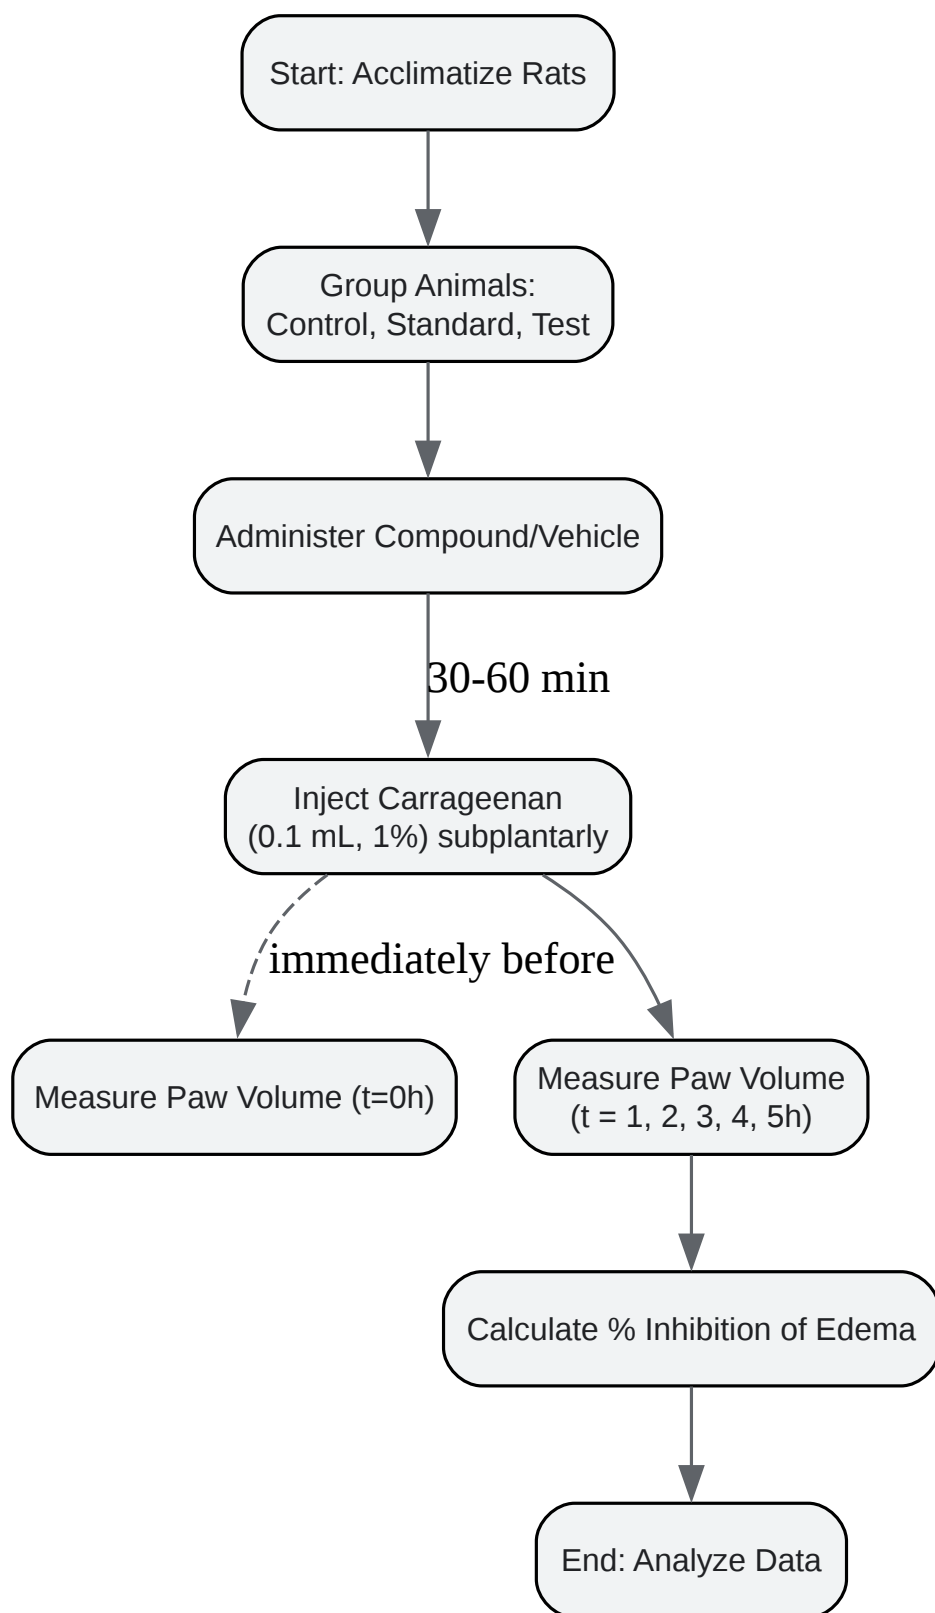 Start: Acclimatize Rats
Group Animals:
Control, Standard, Test
Administer Compound/Vehicle
30-60 min
Inject Carrageenan
(0.1 mL, 1%) subplantarly
immediately before
Measure Paw Volume (t=0h)
Measure Paw Volume
(t = 1, 2, 3, 4, 5h)
Calculate % Inhibition of Edema
End: Analyze Data